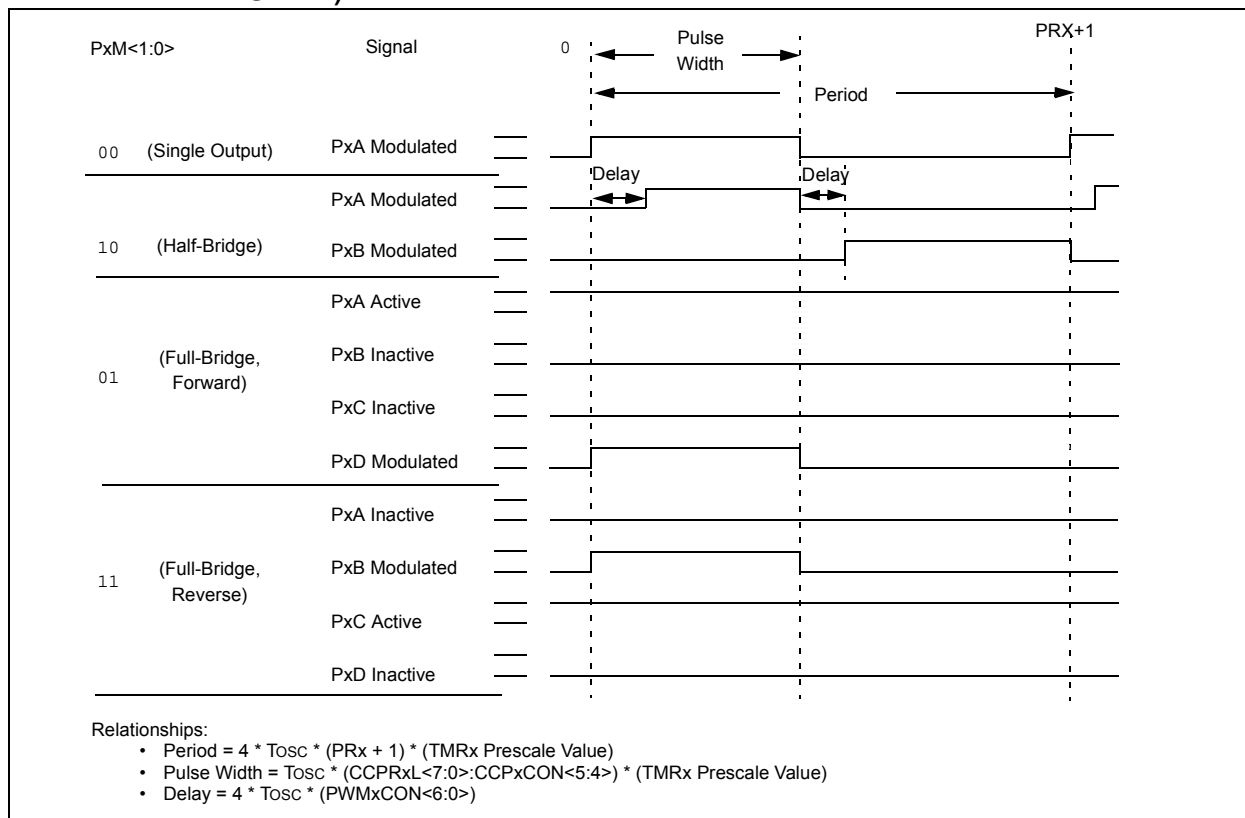 PxM<1:0>
Signal
0
Pulse
Width
PRX+1
Period
00 (Single Output) PxA Modulated
Delay
Delay
PxA Modulated
10 (Half-Bridge) PxB Modulated
PxA Active
PxB Inactive
01 (Full-Bridge,
Forward)
PxC Inactive
PxD Modulated
PxA Inactive
11 (Full-Bridge,
Reverse)
PxB Modulated
PxC Active
PxD Inactive
Relationships:
• Period = 4 * TOSC * (PRx + 1) * (TMRx Prescale Value)
• Pulse Width = TOSC * (CCPRxL<7:0>:CCPxCON<5:4>) * (TMRx Prescale Value)
• Delay = 4 * TOSC * (PWMxCON<6:0>)